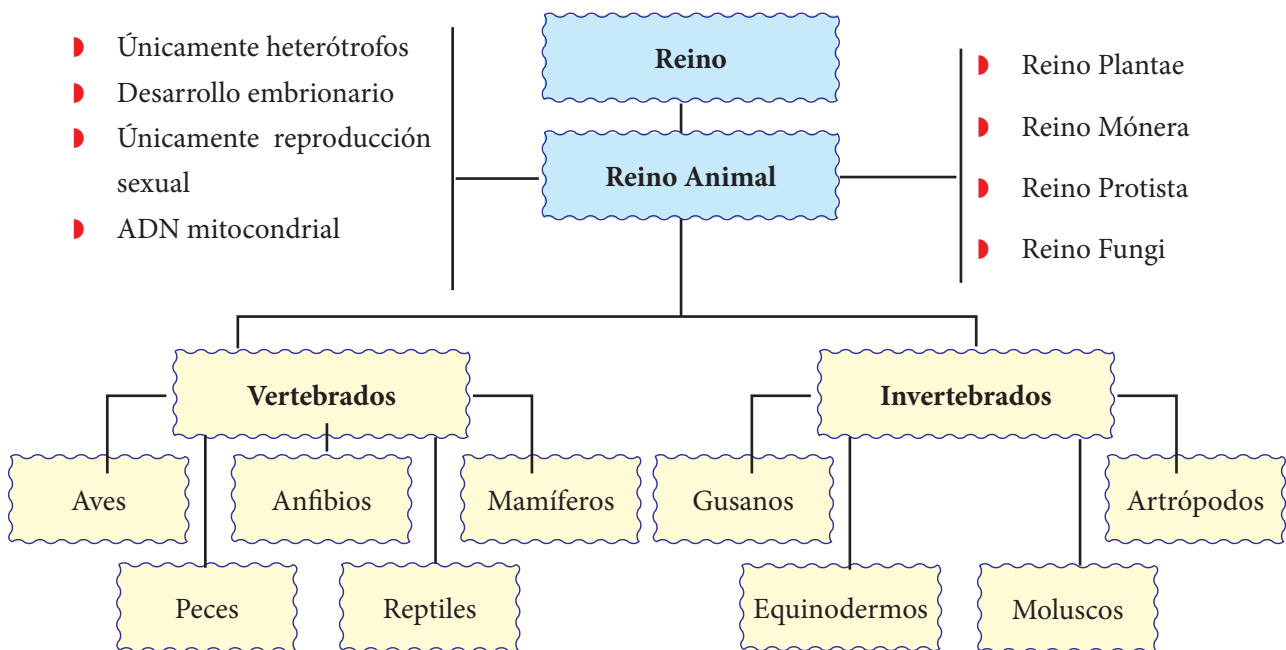 Únicamente heterótrofos
Desarrollo embrionario
Únicamente reproducción
sexual
ADN mitocondrial
Reino
Reino Animal
Reino Plantae
Reino Mónera
Reino Protista
Reino Fungi
Vertebrados
Invertebrados
Aves
Anfibios
Mamíferos
Gusanos
Artrópodos
Peces
Reptiles
Equinodermos
Moluscos